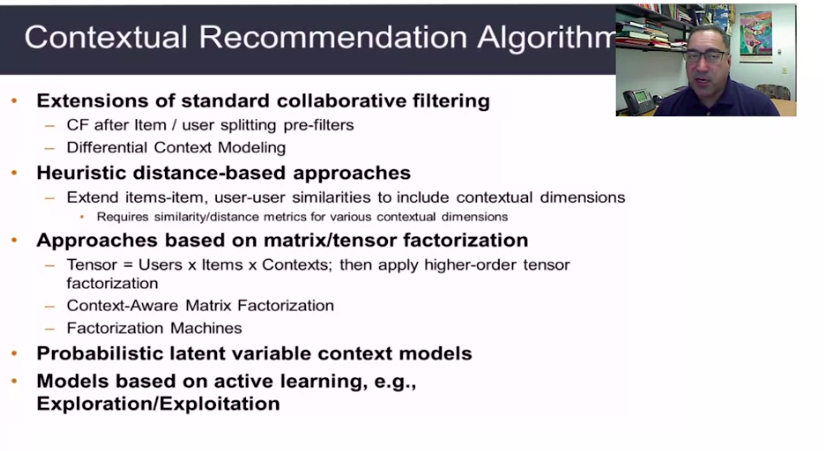 Contextual Recommendation Algorithm
• Extensions of standard collaborative filtering
– CF after Item / user splitting pre-filters
– Differential Context Modeling
• Heuristic distance-based approaches
– Extend items-item, user-user similarities to include contextual dimensions
• Requires similarity/distance metrics for various contextual dimensions
• Approaches based on matrix/tensor factorization
– Tensor = Users x Items x Contexts; then apply higher-order tensor
factorization
– Context-Aware Matrix Factorization
– Factorization Machines
• Probabilistic latent variable context models
• Models based on active learning, e.g.,
Exploration/Exploitation